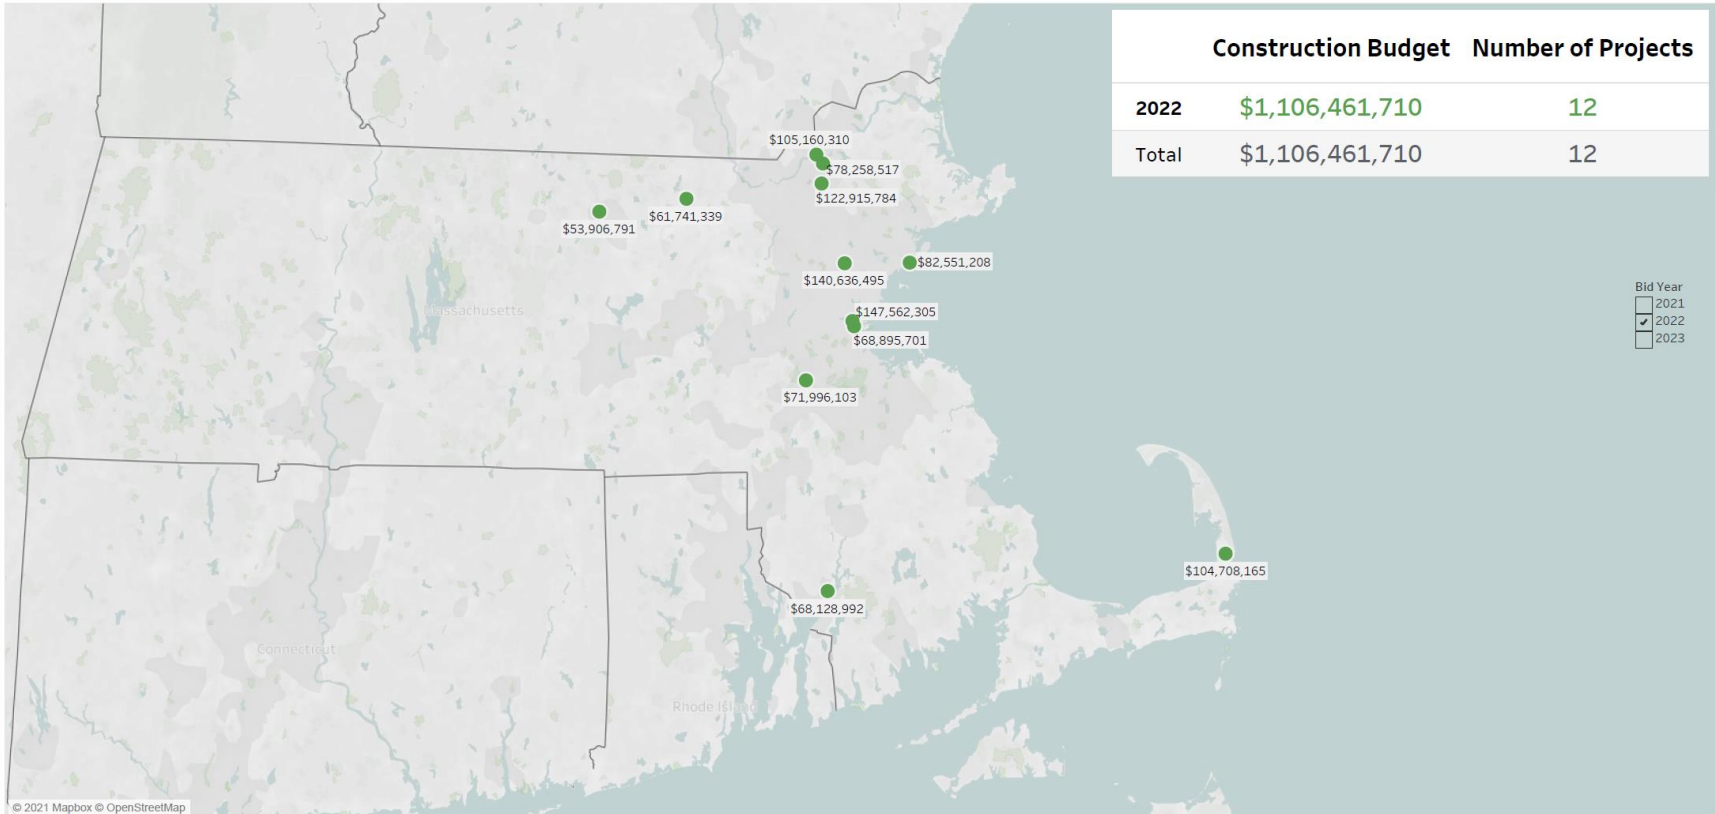 Construction Budget Number of Projects
2022 $1,106,461,710 12
Total $1,106,461,710 12
$105,160,310
$78,258,517
$122,915,784
$61,741,339
$53,906,791
$82,551,208
$140,636,495
Bid Year
2021
2022
2023
Massachusetts
$147,562,305
$68,895,701
$71,996,103
$104,708,165
$68,128,992
Connecticut
Rhode Island
© 2021 Mapbox © OpenStreetMap